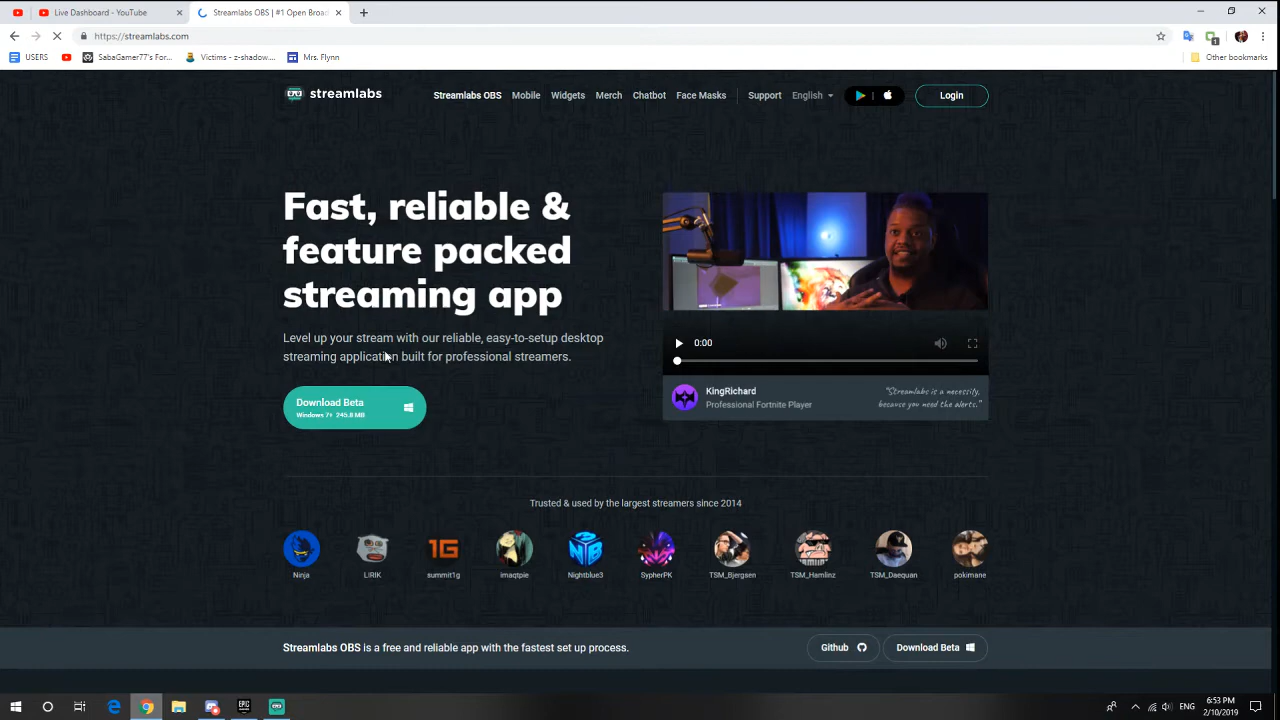 Live Dashboard - YouTube
Streamlabs OBS | #1 Open Broad
https://streamlabs.com
USERS
SabaGamer77's For...
Victims - z-shadow....
Mrs. Flynn
Other bookmarks
streamlabs
Streamlabs OBS
Mobile
Widgets
Merch
Chatbot
Face Masks
Support
English
Login
Fast, reliable &
feature packed
streaming app
Level up your stream with our reliable, easy-to-setup desktop
streaming application built for professional streamers.
Download Beta
Windows 7+ 245.8 MB
0:00
KingRichard
Professional Fortnite Player
"Streamlabs is a necessity,
because you need the alerts."
Trusted & used by the largest streamers since 2014
1G
Ninja
LIRIK
summit1g
imaqtpie
Nightblue3
SypherPK
TSM_Bjergsen
TSM_Hamlinz
TSM_Daequan
pokimane
Streamlabs OBS is a free and reliable app with the fastest set up process.
Github
Download Beta
EPIC
ENG
6:53 PM
2/10/2019